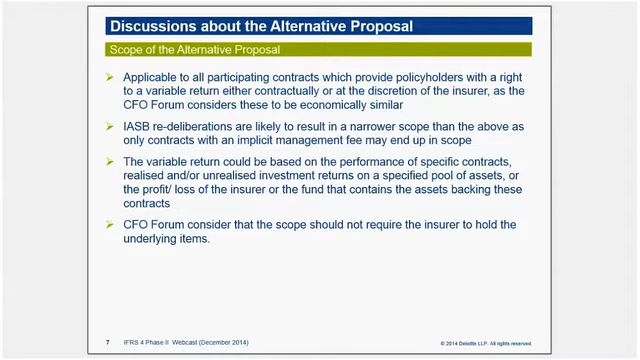 Discussions about the Alternative Proposal
Scope of the Alternative Proposal
Applicable to all participating contracts which provide policyholders with a right
to a variable return either contractually or at the discretion of the insurer, as the
CFO Forum considers these to be economically similar
IASB re-deliberations are likely to result in a narrower scope than the above as
only contracts with an implicit management fee may end up in scope
The variable return could be based on the performance of specific contracts,
realised and/or unrealised investment returns on a specified pool of assets, or
the profit/ loss of the insurer or the fund that contains the assets backing these
contracts
CFO Forum consider that the scope should not require the insurer to hold the
underlying items.
7 IFRS 4 Phase II Webcast (December 2014) © 2014 Deloitte LLP. All rights reserved.